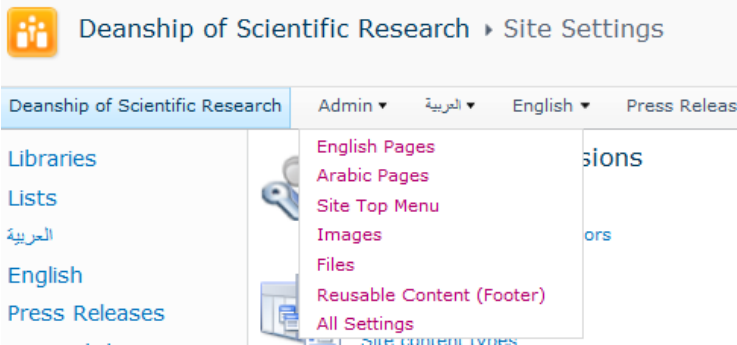 Deanship of Scientific Research ▸ Site Settings
Deanship of Scientific Research Admin ▾ العربية ▾ English ▾ Press Releas
Libraries
Lists
العربية
English
Press Releases
English Pages
Arabic Pages
Site Top Menu
Images
Files
Reusable Content (Footer)
All Settings
sions
ors
Site content types